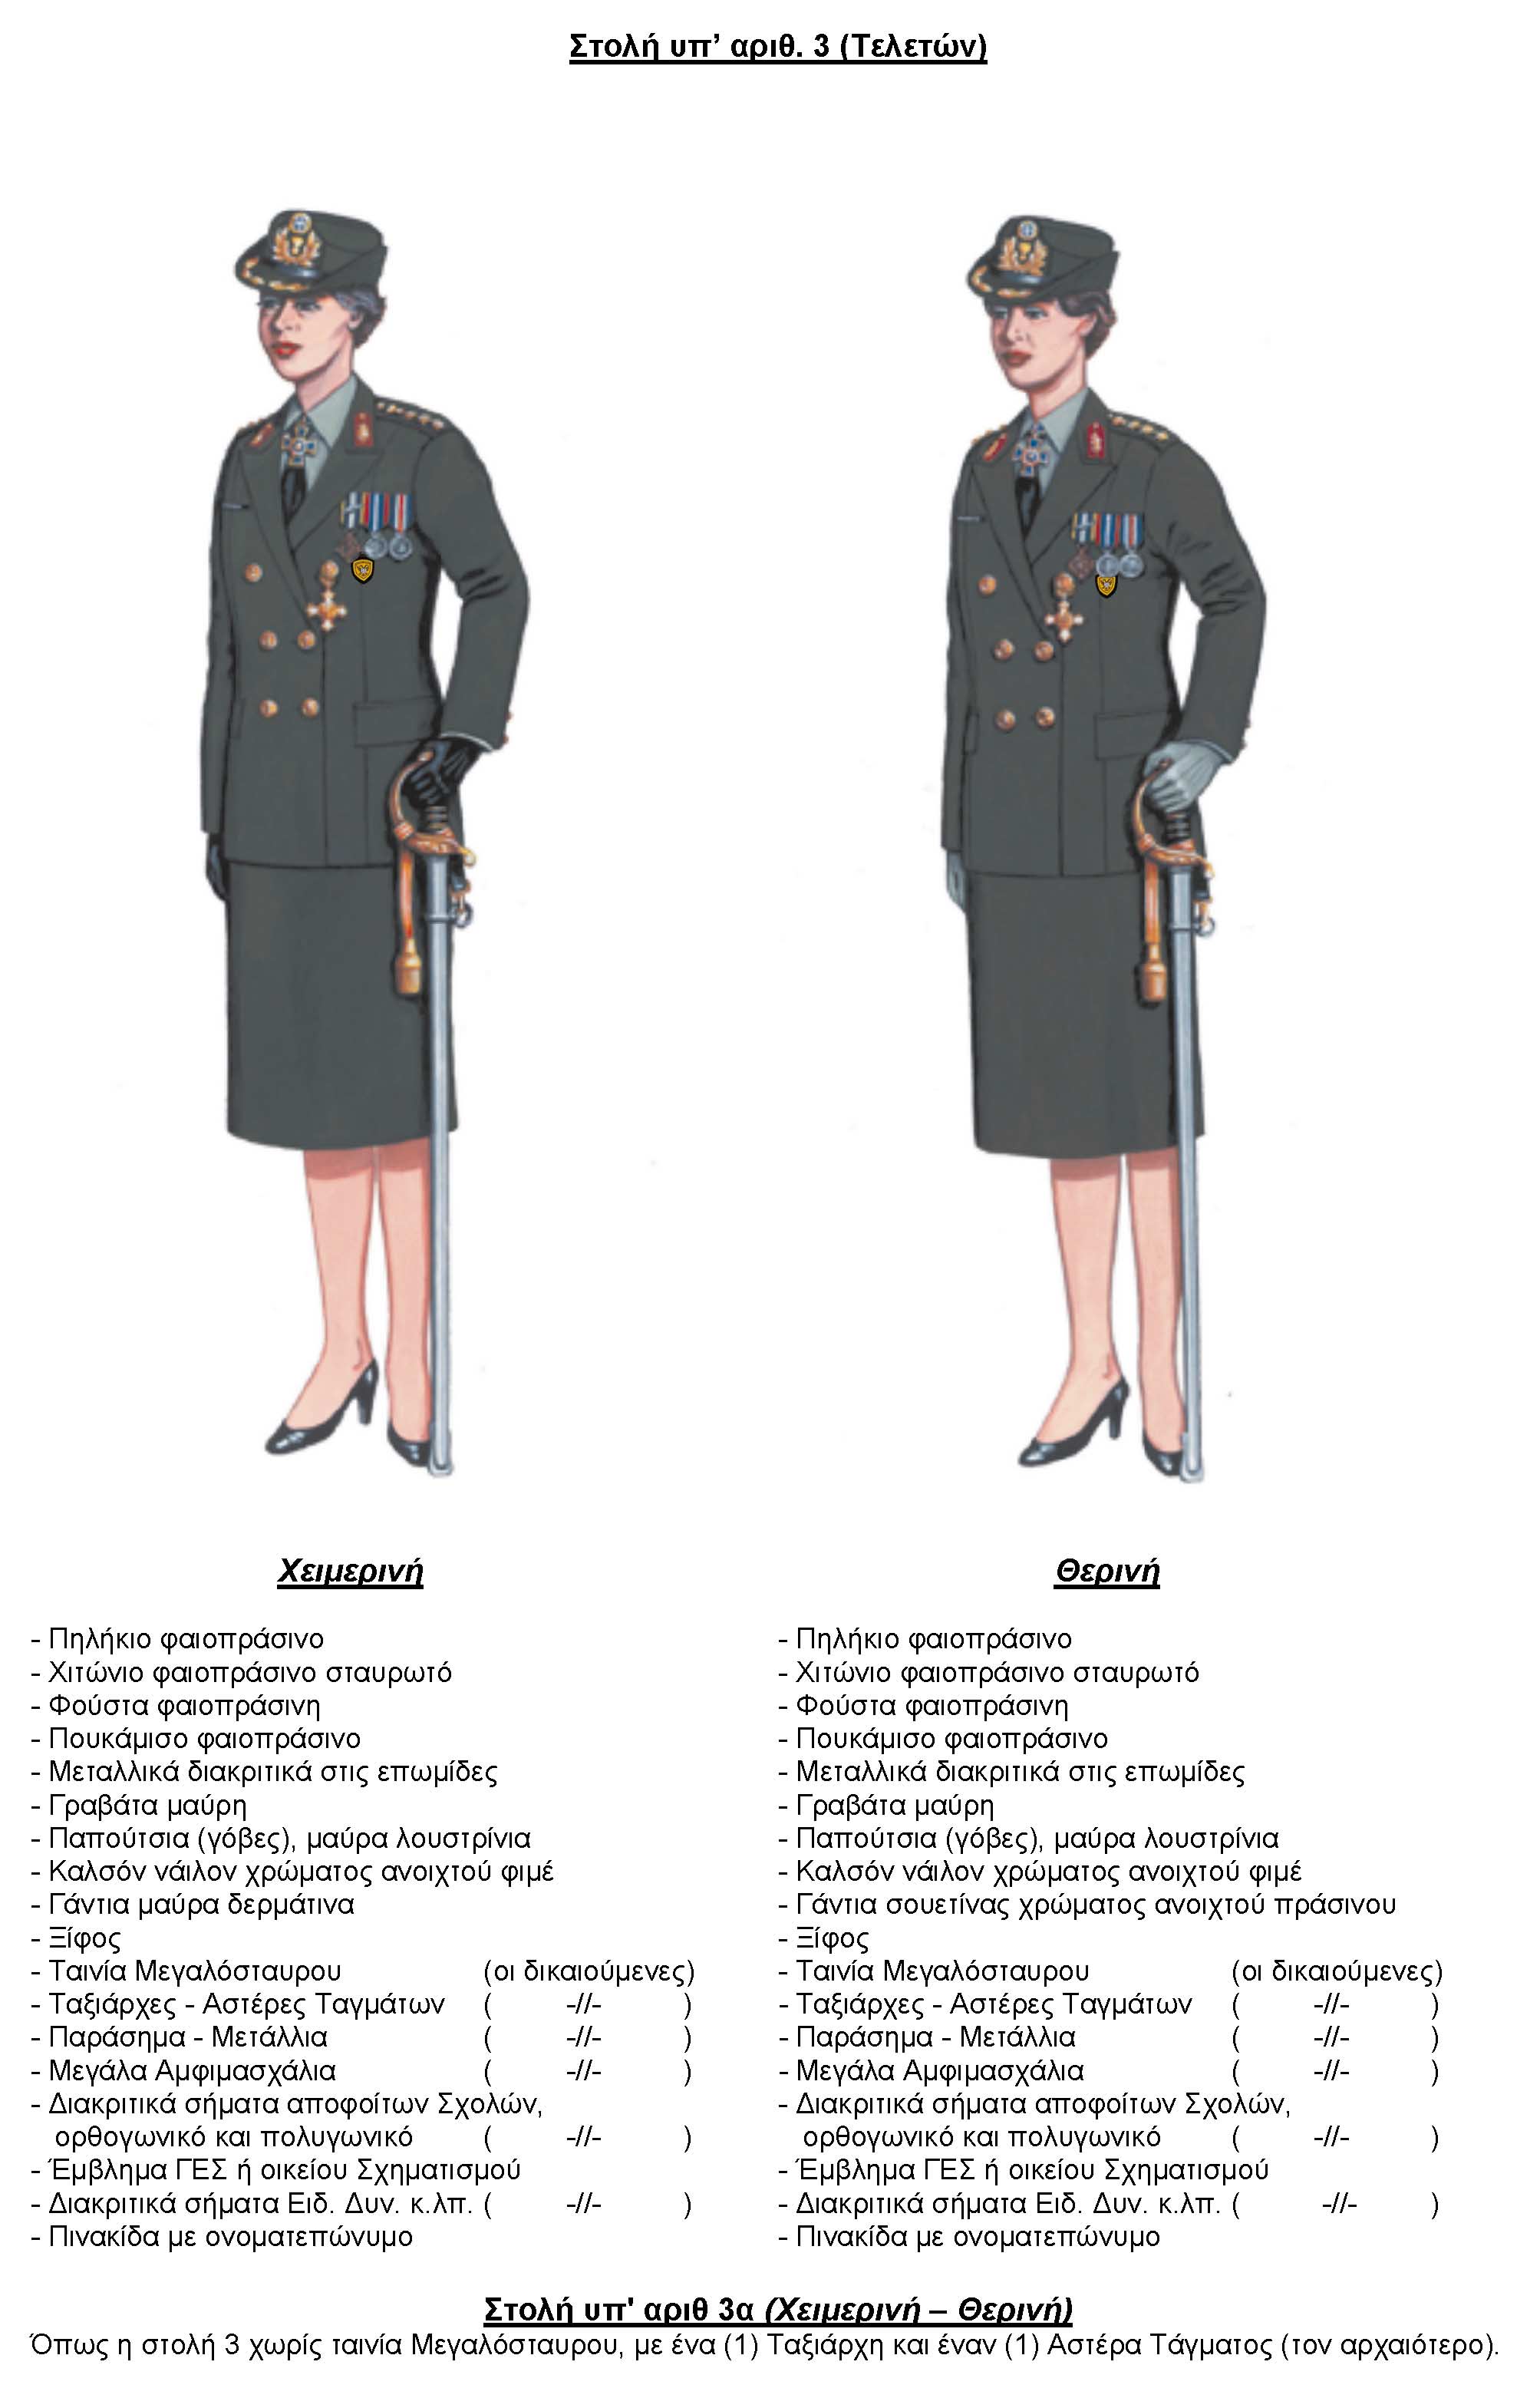 Στολή υπ’ αριθ. 3 (Τελετών)
Χειμερινή
- Πηλήκιο φαιοπράσινο
- Χιτώνιο φαιοπράσινο σταυρωτό
- Φούστα φαιοπράσινη
- Πουκάμισο φαιοπράσινο
- Μεταλλικά διακριτικά στις επωμίδες
- Γραβάτα μαύρη
- Παπούτσια (γόβες), μαύρα λουστρίνια
- Καλσόν νάιλον χρώματος ανοιχτού φιμέ
- Γάντια μαύρα δερμάτινα
- Ξίφος
- Ταινία Μεγαλόσταυρου (οι δικαιούμενες)
- Ταξιάρχες - Αστέρες Ταγμάτων ( -//- )
- Παράσημα - Μετάλλια ( -//- )
- Μεγάλα Αμφιμασχάλια ( -//- )
- Διακριτικά σήματα αποφοίτων Σχολών,
ορθογωνικό και πολυγωνικό ( -//- )
- Έμβλημα ΓΕΣ ή οικείου Σχηματισμού
- Διακριτικά σήματα Ειδ. Δυν. κ.λπ. ( -//- )
- Πινακίδα με ονοματεπώνυμο
Θερινή
- Πηλήκιο φαιοπράσινο
- Χιτώνιο φαιοπράσινο σταυρωτό
- Φούστα φαιοπράσινη
- Πουκάμισο φαιοπράσινο
- Μεταλλικά διακριτικά στις επωμίδες
- Γραβάτα μαύρη
- Παπούτσια (γόβες), μαύρα λουστρίνια
- Καλσόν νάιλον χρώματος ανοιχτού φιμέ
- Γάντια σουετίνας χρώματος ανοιχτού πράσινου
- Ξίφος
- Ταινία Μεγαλόσταυρου (οι δικαιούμενες)
- Ταξιάρχες - Αστέρες Ταγμάτων ( -//- )
- Παράσημα - Μετάλλια ( -//- )
- Μεγάλα Αμφιμασχάλια ( -//- )
- Διακριτικά σήματα αποφοίτων Σχολών,
ορθογωνικό και πολυγωνικό ( -//- )
- Έμβλημα ΓΕΣ ή οικείου Σχηματισμού
- Διακριτικά σήματα Ειδ. Δυν. κ.λπ. ( -//- )
- Πινακίδα με ονοματεπώνυμο
Στολή υπ' αριθ 3α (Χειμερινή – Θερινή)
Όπως η στολή 3 χωρίς ταινία Μεγαλόσταυρου, με ένα (1) Ταξιάρχη και έναν (1) Αστέρα Τάγματος (τον αρχαιότερο).